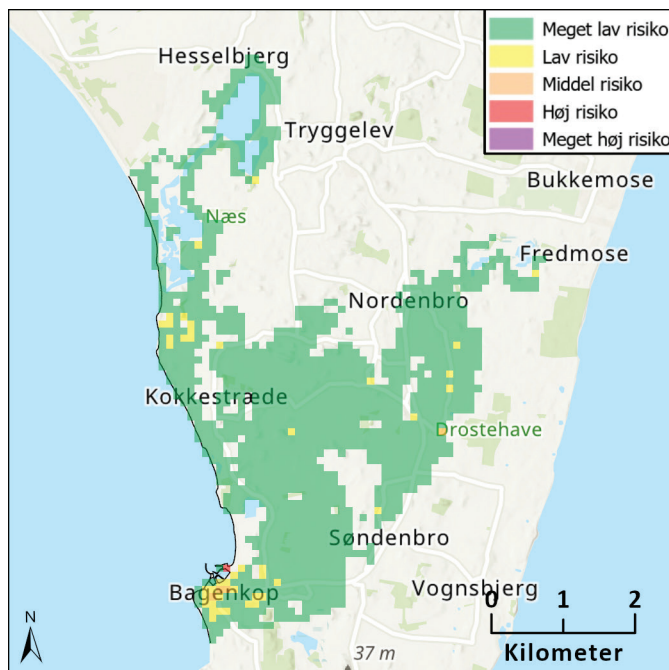 Meget lav risiko
Lav risiko
Middel risiko
Høj risiko
Meget høj risiko
Hesselbjerg
Tryggelev
Bukkemose
Næs
Fredmose
Nordenbro
Kokkestræde
Drostehave
Søndenbro
Bagenkop
Vognsbjerg
0 1 2
Kilometer
N
37 m